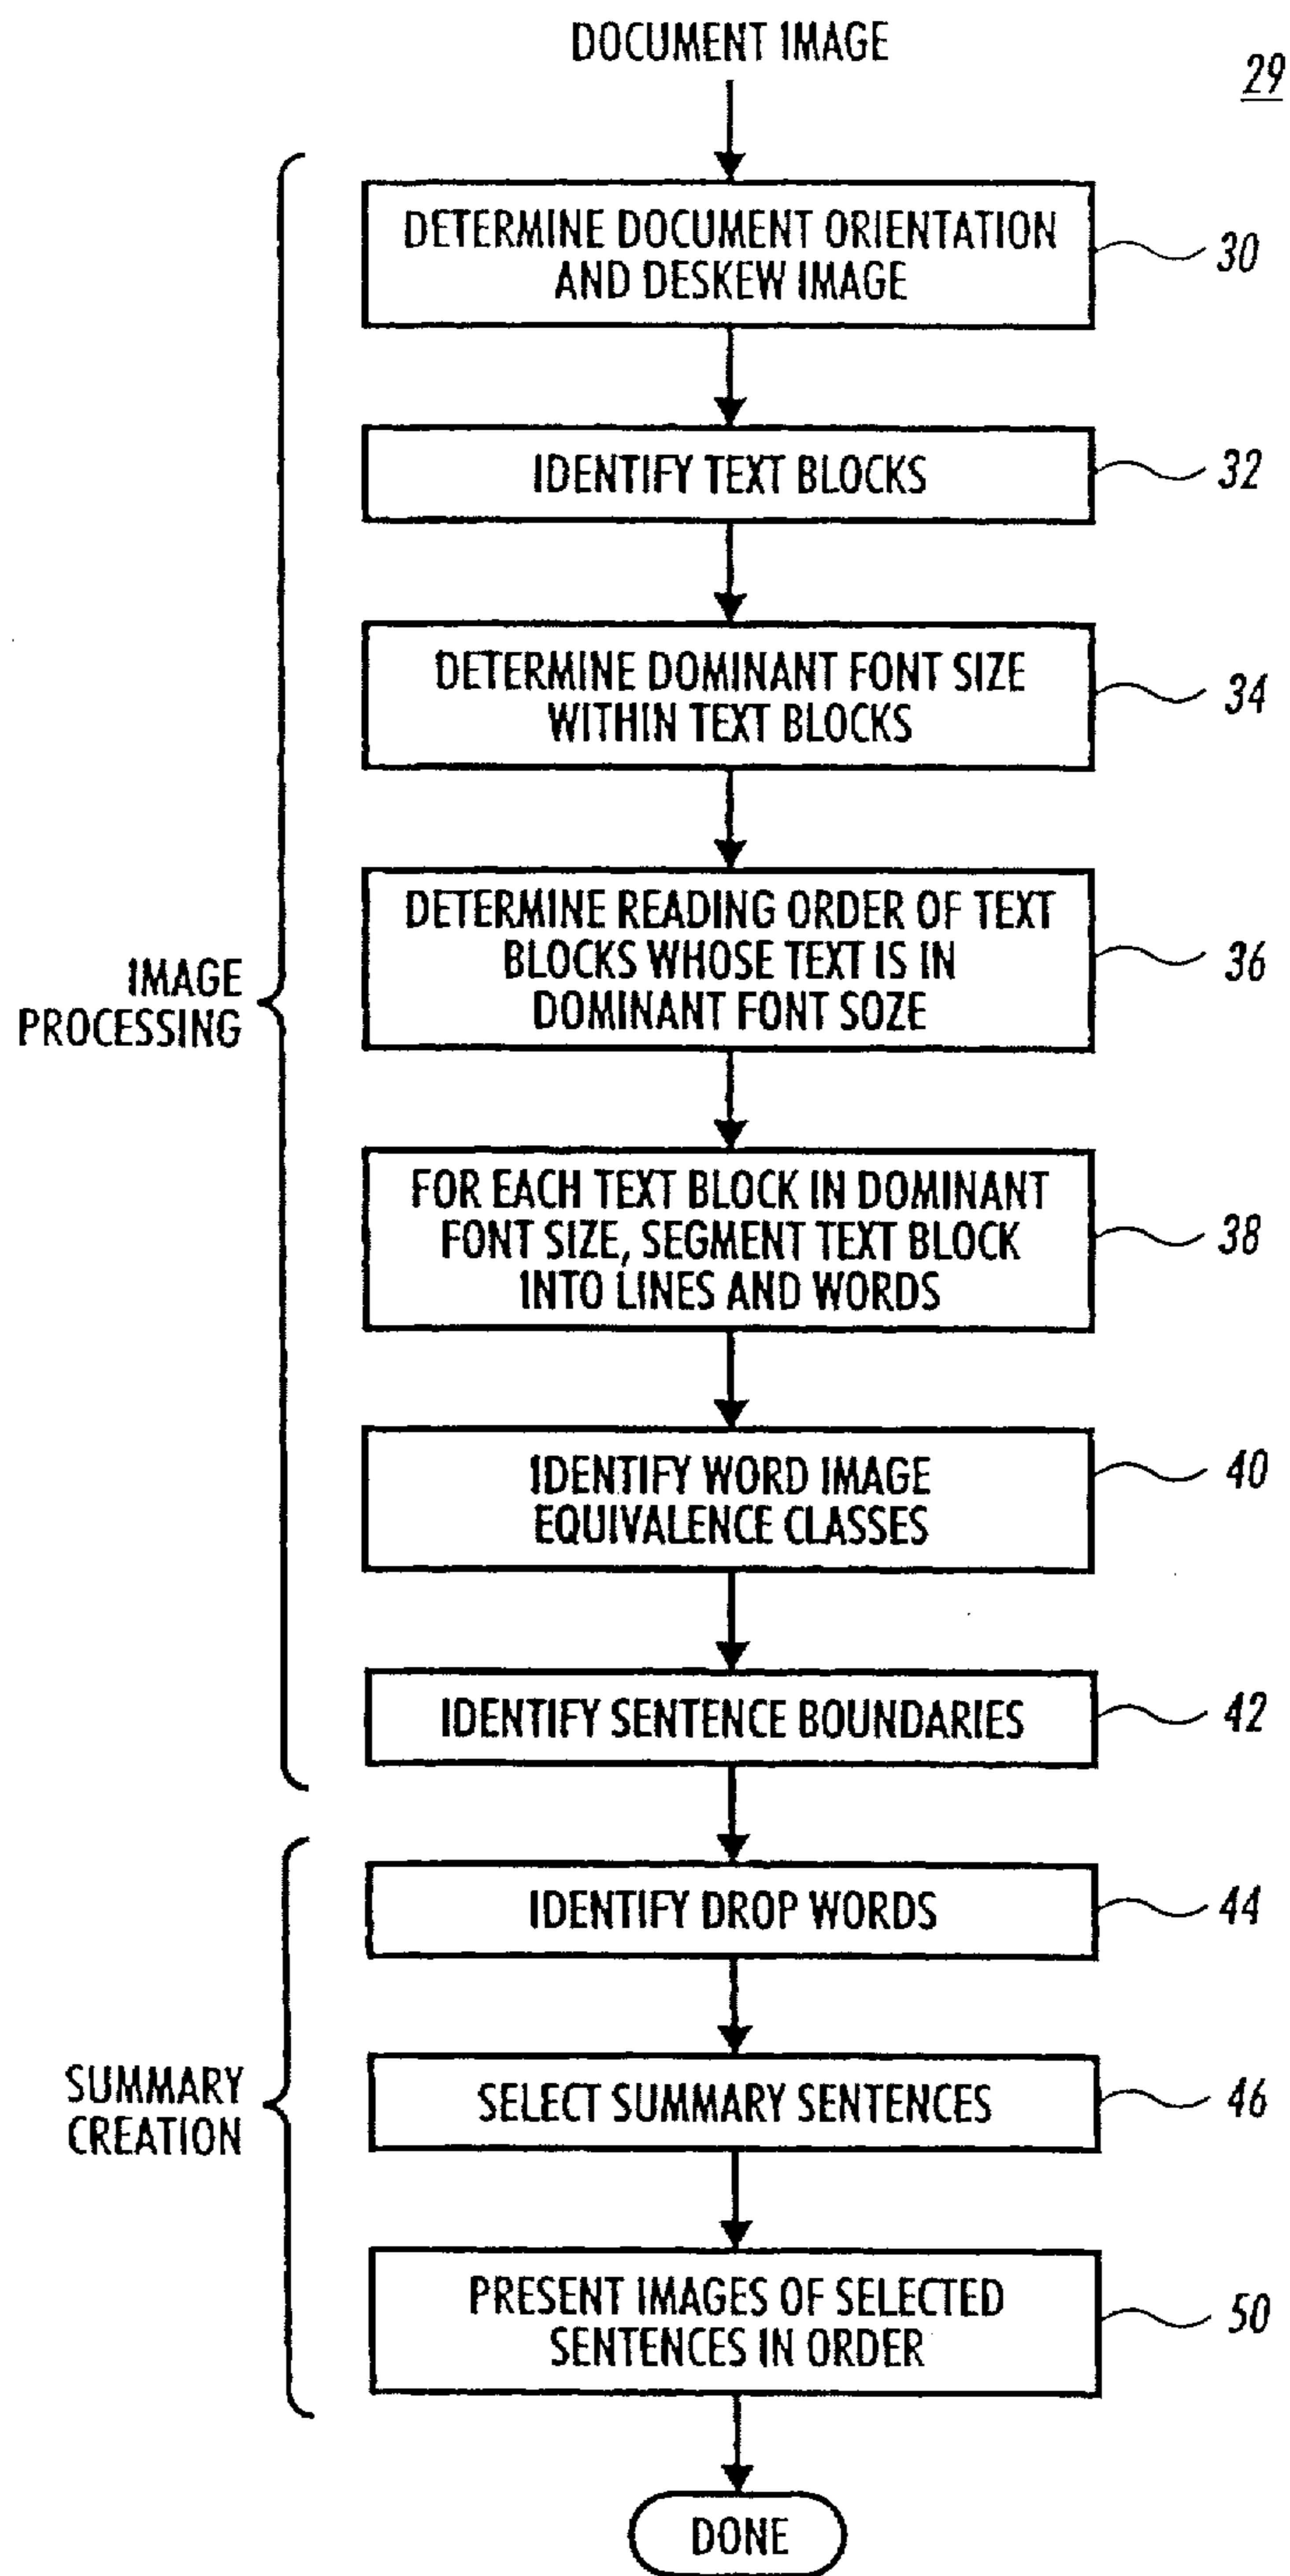 DOCUMENT IMAGE
29
DETERMINE DOCUMENT ORIENTATION
AND DESKEW IMAGE
30
IDENTIFY TEXT BLOCKS
32
DETERMINE DOMINANT FONT SIZE
WITHIN TEXT BLOCKS
34
DETERMINE READING ORDER OF TEXT
BLOCKS WHOSE TEXT IS IN
DOMINANT FONT SOZE
36
IMAGE
PROCESSING
FOR EACH TEXT BLOCK IN DOMINANT
FONT SIZE, SEGMENT TEXT BLOCK
INTO LINES AND WORDS
38
IDENTIFY WORD IMAGE
EQUIVALENCE CLASSES
40
IDENTIFY SENTENCE BOUNDARIES
42
IDENTIFY DROP WORDS
44
SUMMARY
CREATION
SELECT SUMMARY SENTENCES
46
PRESENT IMAGES OF SELECTED
SENTENCES IN ORDER
50
DONE